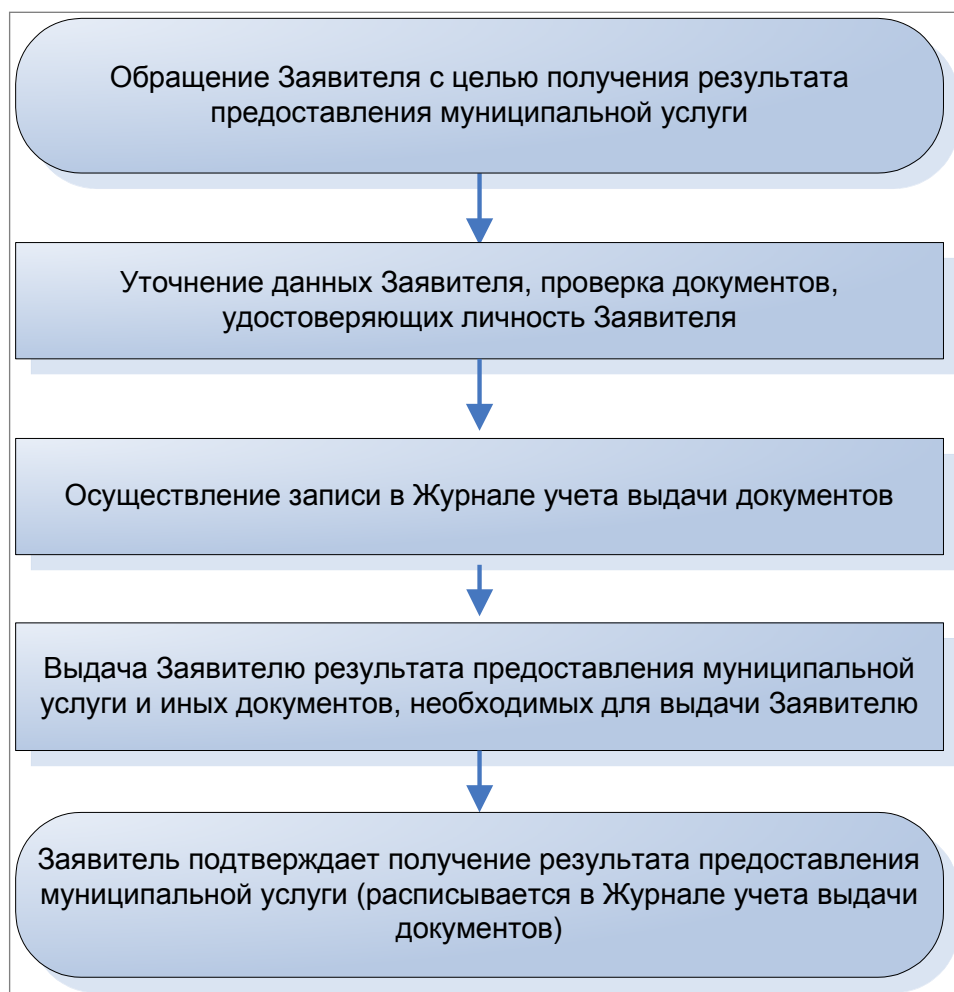 Обращение Заявителя с целью получения результата
предоставления муниципальной услуги
Уточнение данных Заявителя, проверка документов,
удостоверяющих личность Заявителя
Осуществление записи в Журнале учета выдачи документов
Выдача Заявителю результата предоставления муниципальной
услуги и иных документов, необходимых для выдачи Заявителю
Заявитель подтверждает получение результата предоставления
муниципальной услуги (расписывается в Журнале учета выдачи
документов)